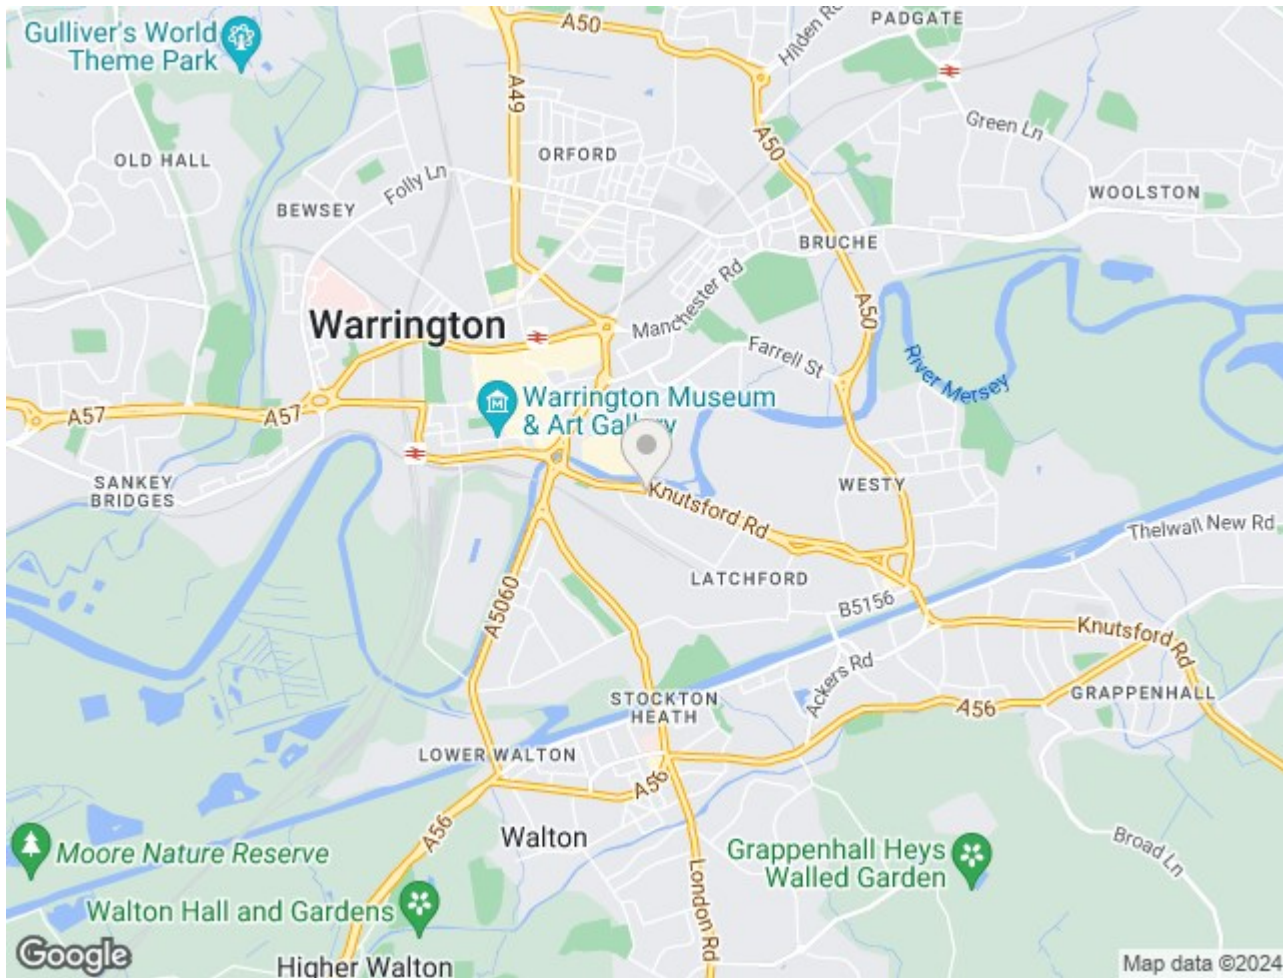 Gulliver's World
Theme Park
A50
Hilden Rd
PADGATE
A49
Green Ln
A50
OLD HALL
ORFORD
Folly Ln
WOOLSTON
BEWSEY
BRUCHE
Manchester Rd
A50
Warrington
Farrell St
River Mersey
A57
A57
Warrington Museum
& Art Gallery
SANKEY
BRIDGES
WESTY
Knutsford Rd
Thelwall New Rd
LATCHFORD
A5060
B5156
Knutsford Rd
Ackers Rd
STOCKTON
HEATH
GRAPPENHALL
A56
LOWER WALTON
A56
A56
Walton
Broad Ln
Moore Nature Reserve
Grappenhall Heys
Walled Garden
London Rd
Walton Hall and Gardens
Higher Walton
Google
Map data ©2024